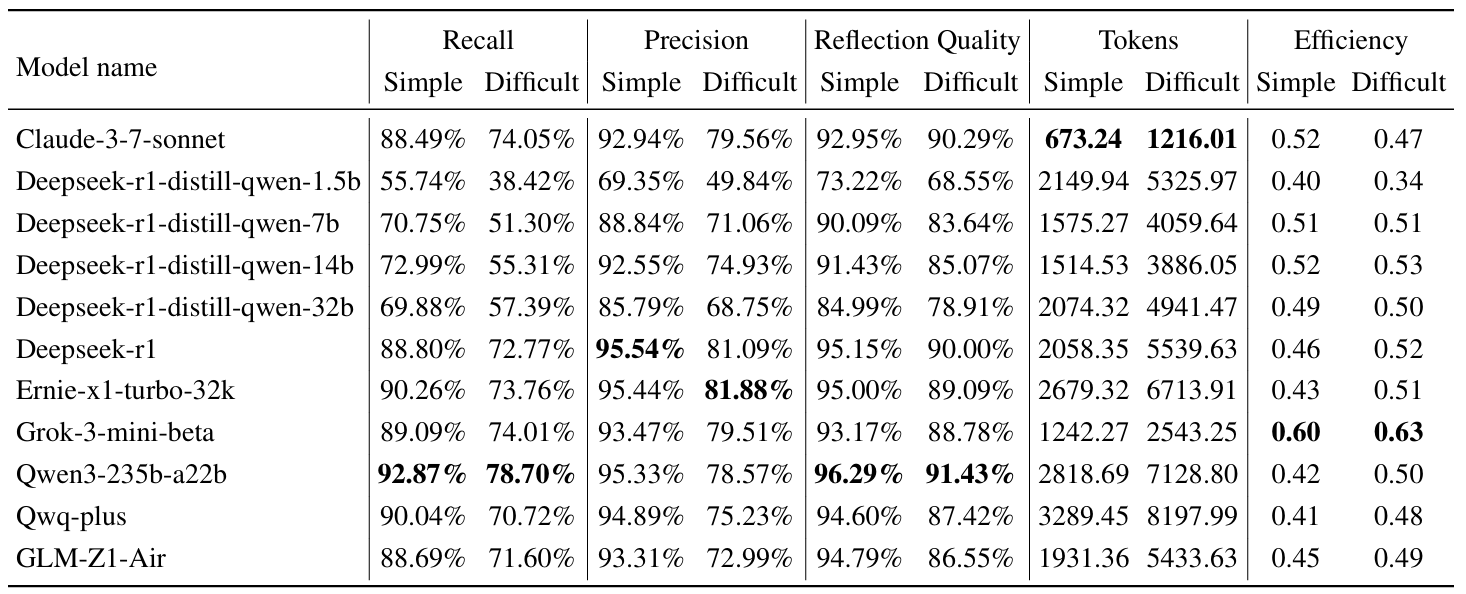 Model name Recall Precision Reflection Quality Tokens Efficiency
Simple Difficult Simple Difficult Simple Difficult Simple Difficult Simple Difficult
Claude-3-7-sonnet 88.49% 74.05% 92.94% 79.56% 92.95% 90.29% 673.24 1216.01 0.52 0.47
Deepseek-r1-distill-qwen-1.5b 55.74% 38.42% 69.35% 49.84% 73.22% 68.55% 2149.94 5325.97 0.40 0.34
Deepseek-r1-distill-qwen-7b 70.75% 51.30% 88.84% 71.06% 90.09% 83.64% 1575.27 4059.64 0.51 0.51
Deepseek-r1-distill-qwen-14b 72.99% 55.31% 92.55% 74.93% 91.43% 85.07% 1514.53 3886.05 0.52 0.53
Deepseek-r1-distill-qwen-32b 69.88% 57.39% 85.79% 68.75% 84.99% 78.91% 2074.32 4941.47 0.49 0.50
Deepseek-r1 88.80% 72.77% 95.54% 81.09% 95.15% 90.00% 2058.35 5539.63 0.46 0.52
Ernie-x1-turbo-32k 90.26% 73.76% 95.44% 81.88% 95.00% 89.09% 2679.32 6713.91 0.43 0.51
Grok-3-mini-beta 89.09% 74.01% 93.47% 79.51% 93.17% 88.78% 1242.27 2543.25 0.60 0.63
Qwen3-235b-a22b 92.87% 78.70% 95.33% 78.57% 96.29% 91.43% 2818.69 7128.80 0.42 0.50
Qwq-plus 90.04% 70.72% 94.89% 75.23% 94.60% 87.42% 3289.45 8197.99 0.41 0.48
GLM-Z1-Air 88.69% 71.60% 93.31% 72.99% 94.79% 86.55% 1931.36 5433.63 0.45 0.49